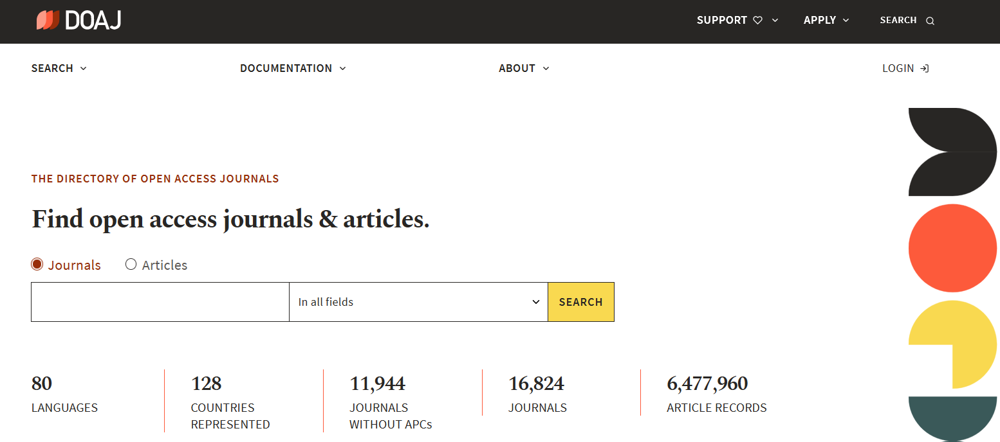 DOAJ
SUPPORT
APPLY
SEARCH
SEARCH
DOCUMENTATION
ABOUT
LOGIN
THE DIRECTORY OF OPEN ACCESS JOURNALS
Find open access journals & articles.
Journals
Articles
In all fields
SEARCH
80
LANGUAGES
128
COUNTRIES
REPRESENTED
11,944
JOURNALS
WITHOUT APCs
16,824
JOURNALS
6,477,960
ARTICLE RECORDS